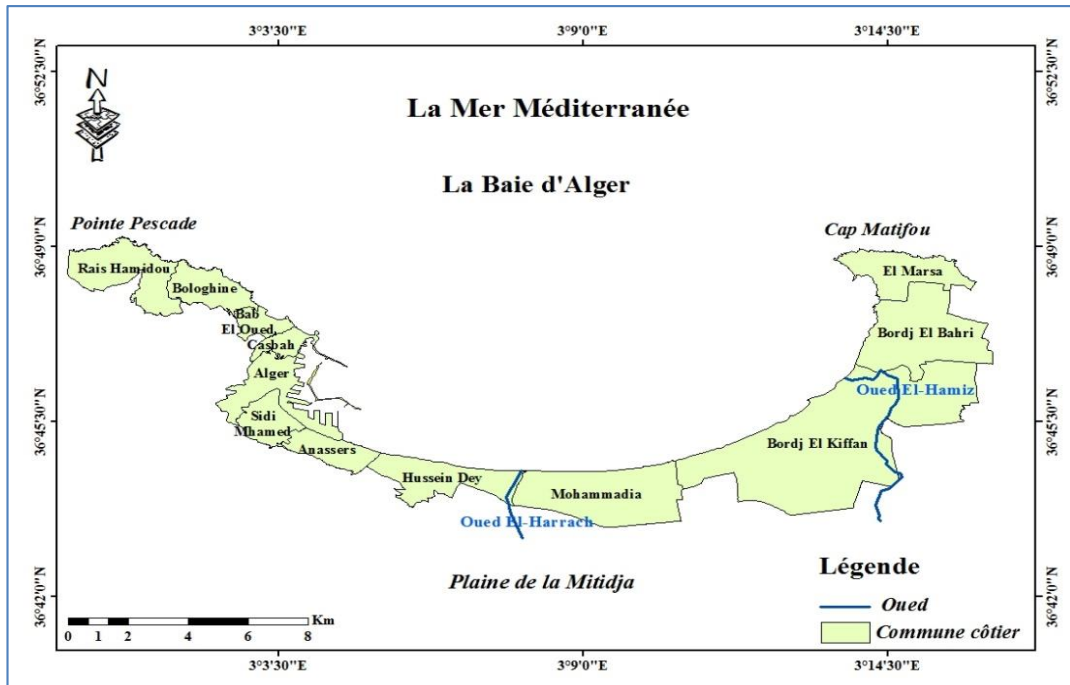 3°3'30"E
3°9'0"E
3°14'30"E
36°52'30"N
36°52'30"N
N
La Mer Méditerranée
La Baie d'Alger
Pointe Pescade
Cap Matifou
36°49'0"N
36°49'0"N
Rais Hamidou
El Marsa
Bologhine
Bab
El Oued
Bordj El Bahri
Casbah
Alger
Oued El-Hamiz
Sidi
Mhamed
36°45'30"N
36°45'30"N
Anassers
Bordj El Kiffan
Hussein Dey
Mohammadia
Oued El-Harrach
Plaine de la Mitidja
Légende
Oued
Commune côtier
36°42'0"N
36°42'0"N
Km
0 1 2 4 6 8
3°3'30"E
3°9'0"E
3°14'30"E